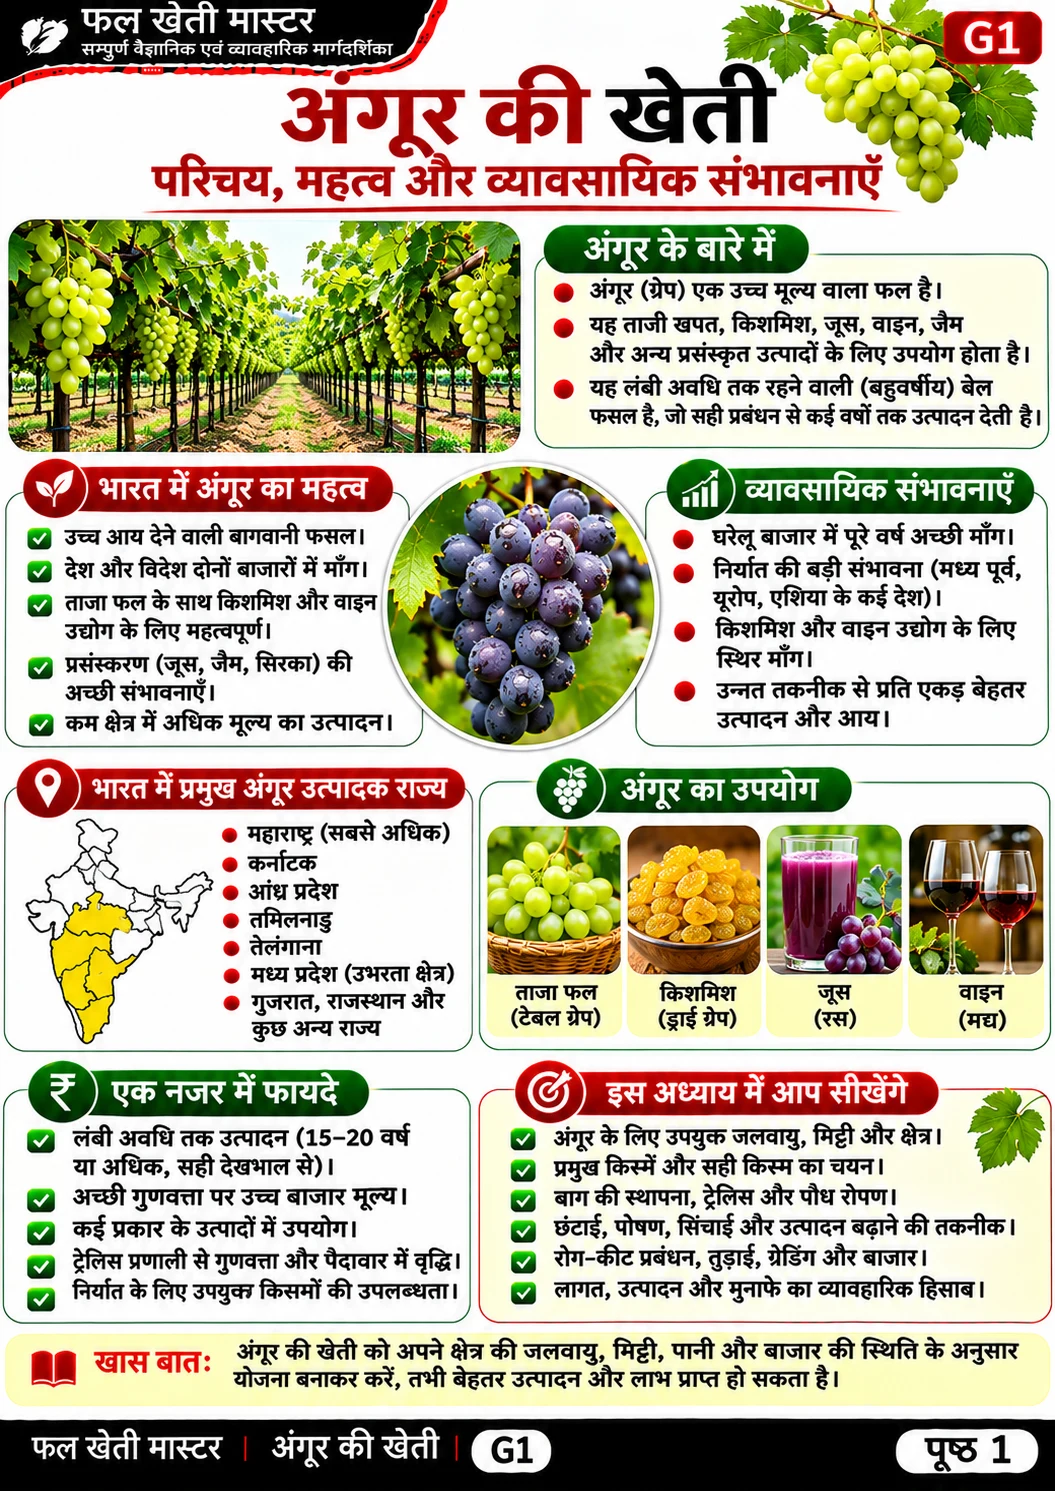 फल खेती मास्टर
सम्पुर्ण वैज्ञानिक एवं व्यावहारिक मार्गदर्शिका
G1
अंगूर की खेती
परिचय, महत्व और व्यावसायिक संभावनाएॅं
अंगूर के बारे में
अंगूर (ग्रेप) एक उच्च मूल्य वाला फल है।
यह ताजी खपत, किशमिश, जूस, वाइन, जैम
और अन्य प्रसंस्कृत उत्पादों के लिए उपयोग होता है।
यह लंबी अवधि तक रहने वाली (बहुवर्षीय) बेल
फसल है, जो सही प्रबंधन से कई वर्षो तक उत्पादन देती है।
भारत में अंगूर का महत्व
उच्च आय देने वाली बागवानी फसल।
देश और विदेश दोनों बाजारों में माँग।
ताजा फल के साथ किशमिश और वाइन
उद्योग के लिए महत्वपूर्ण।
प्रसंस्करण (जूस, जैम, सिरका) की
अच्छी संभावनाएँ।
कम क्षेत्र में अधिक मूल्य का उत्पादन।
व्यावसायिक संभावनाएॅं
घरेलू बाजार में पूरे वर्ष अच्छी माँग।
निर्यात की बड़ी संभावना (मध्य पूर्व,
यूरोप, एशिया के कई देश)।
किशमिश और वाइन उद्योग के लिए
स्थिर माँग।
उन्नत तकनीक से प्रति एकड़ बेहतर
उत्पादन और आय।
भारत में प्रमुख अंगूर उत्पादक राज्य
महाराष्ट्र (सबसे अधिक)
कर्नाटक
आंध्र प्रदेश
तमिलनाडु
तेलंगाना
मध्य प्रदेश (उभरता क्षेत्र)
गुजरात, राजस्थान और
कुछ अन्य राज्य
अंगूर का उपयोग
ताजा फल
(टेबल ग्रेप)
किशमिश
(ड्राई ग्रेप)
जूस
(रस)
वाइन
(मद्य)
₹ एक नजर में फायदे
लंबी अवधि तक उत्पादन (15–20 वर्ष
या अधिक, सही देखभाल से)।
अच्छी गुणवत्ता पर उच्च बाजार मूल्य।
कई प्रकार के उत्पादों में उपयोग।
ट्रेलिस प्रणाली से गुणवत्ता और पैदावार में वृद्धि।
निर्यात के लिए उपयुक्त किसमों की उपलब्धता।
इस अध्याय में आप सीखेंगे
अंगूर के लिए उपयुक जलवायु, मिट्टी और क्षेत्र।
प्रमुख किस्में और सही किस्म का चयन।
बाग की स्थापना, ट्रेलिस और पौध रोपण।
छंटाई, पोषण, सिंचाई और उत्पादन बढ़ाने की तकनीक।
रोग–कीट प्रबंधन, तुड़ाई, ग्रेडिंग और बाजार।
लागत, उत्पादन और मुनाफे का व्यावहारिक हिसाब।
खास बात: अंगूर की खेती को अपने क्षेत्र की जलवायु, मिट्टी, पानी और बाजार की स्थिति के अनुसार
योजना बनाकर करें, तभी बेहतर उत्पादन और लाभ प्राप्त हो सकता है।
फल खेती मास्टर | अंगूर की खेती | G1
पृष्ठ 1